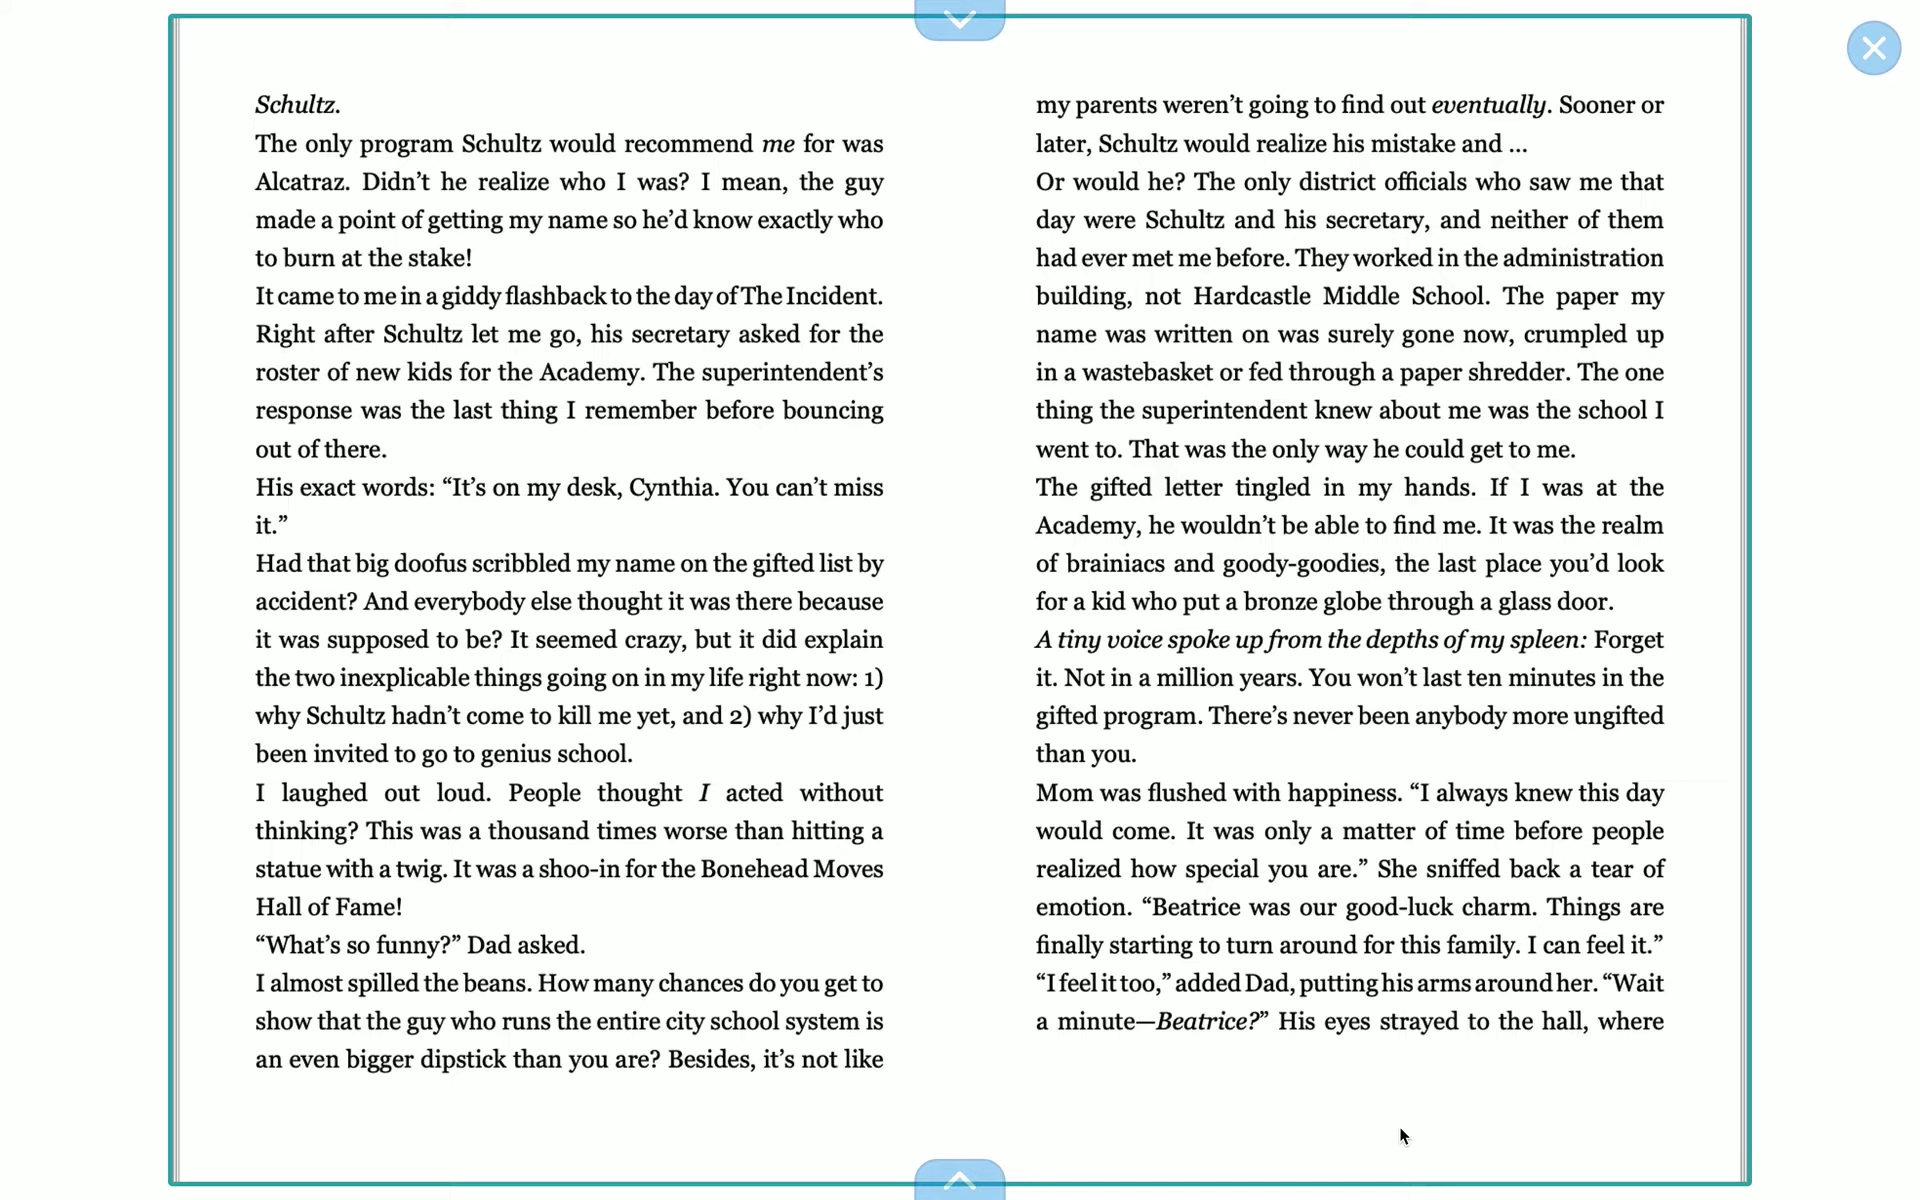 Schultz.
The only program Schultz would recommend me for was
Alcatraz. Didn’t he realize who I was? I mean, the guy
made a point of getting my name so he’d know exactly who
to burn at the stake!
It came to me in a giddy flashback to the day of The Incident.
Right after Schultz let me go, his secretary asked for the
roster of new kids for the Academy. The superintendent’s
response was the last thing I remember before bouncing
out of there.
His exact words: “It’s on my desk, Cynthia. You can’t miss
it.”
Had that big doofus scribbled my name on the gifted list by
accident? And everybody else thought it was there because
it was supposed to be? It seemed crazy, but it did explain
the two inexplicable things going on in my life right now: 1)
why Schultz hadn’t come to kill me yet, and 2) why I’d just
been invited to go to genius school.
I laughed out loud. People thought I acted without
thinking? This was a thousand times worse than hitting a
statue with a twig. It was a shoo-in for the Bonehead Moves
Hall of Fame!
“What’s so funny?” Dad asked.
I almost spilled the beans. How many chances do you get to
show that the guy who runs the entire city school system is
an even bigger dipstick than you are? Besides, it’s not like
my parents weren’t going to find out eventually. Sooner or
later, Schultz would realize his mistake and ...
Or would he? The only district officials who saw me that
day were Schultz and his secretary, and neither of them
had ever met me before. They worked in the administration
building, not Hardcastle Middle School. The paper my
name was written on was surely gone now, crumpled up
in a wastebasket or fed through a paper shredder. The one
thing the superintendent knew about me was the school I
went to. That was the only way he could get to me.
The gifted letter tingled in my hands. If I was at the
Academy, he wouldn’t be able to find me. It was the realm
of brainiacs and goody-goodies, the last place you’d look
for a kid who put a bronze globe through a glass door.
A tiny voice spoke up from the depths of my spleen: Forget
it. Not in a million years. You won’t last ten minutes in the
gifted program. There’s never been anybody more ungifted
than you.
Mom was flushed with happiness. “I always knew this day
would come. It was only a matter of time before people
realized how special you are.” She sniffed back a tear of
emotion. “Beatrice was our good-luck charm. Things are
finally starting to turn around for this family. I can feel it.”
“I feel it too,” added Dad, putting his arms around her. “Wait
a minute—Beatrice?” His eyes strayed to the hall, where